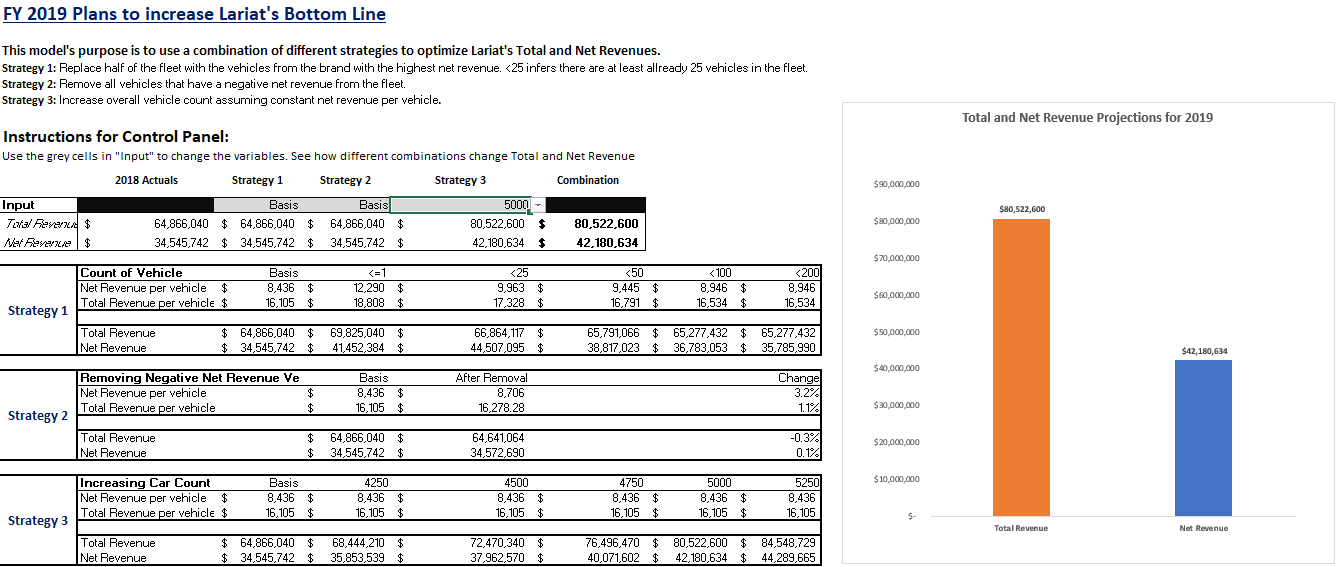 FY 2019 Plans to increase Lariat's Bottom Line
This model's purpose is to use a combination of different strategies to optimize Lariat's Total and Net Revenues.
Strategy 1: Replace half of the fleet with the vehicles from the brand with the highest net revenue. <25 infers there are at least allready 25 vehicles in the fleet.
Strategy 2: Remove all vehicles that have a negative net revenue from the fleet.
Strategy 3: Increase overall vehicle count assuming constant net revenue per vehicle.
Instructions for Control Panel:
Use the grey cells in "Input" to change the variables. See how different combinations change Total and Net Revenue
2018 Actuals Strategy 1 Strategy 2 Strategy 3 Combination
Input Basis Basis 5000
Total Revenue $ 64,866,040 $ 64,866,040 $ 64,866,040 $ 80,522,600 $ 80,522,600
Net Revenue $ 34,545,742 $ 34,545,742 $ 34,545,742 $ 42,180,634 $ 42,180,634
Strategy 1
Count of Vehicle Basis <=1 <25 <50 <100 <200
Net Revenue per vehicle $ 8,436 $ 12,290 $ 9,963 $ 9,445 $ 8,946 $ 8,946
Total Revenue per vehicle $ 16,105 $ 18,808 $ 17,328 $ 16,791 $ 16,534 $ 16,534
Total Revenue $ 64,866,040 $ 69,825,040 $ 66,864,117 $ 65,791,066 $ 65,277,432 $ 65,277,432
Net Revenue $ 34,545,742 $ 41,452,384 $ 44,507,095 $ 38,817,023 $ 36,783,053 $ 35,785,990
Strategy 2
Removing Negative Net Revenue Ve Basis After Removal Change
Net Revenue per vehicle $ 8,436 $ 8,706 3.2%
Total Revenue per vehicle $ 16,105 $ 16,278.28 1.1%
Total Revenue $ 64,866,040 $ 64,641,064 -0.3%
Net Revenue $ 34,545,742 $ 34,572,690 0.1%
Strategy 3
Increasing Car Count Basis 4250 4500 4750 5000 5250
Net Revenue per vehicle $ 8,436 $ 8,436 $ 8,436 $ 8,436 $ 8,436 $ 8,436
Total Revenue per vehicle $ 16,105 $ 16,105 $ 16,105 $ 16,105 $ 16,105 $ 16,105
Total Revenue $ 64,866,040 $ 68,444,210 $ 72,470,340 $ 76,496,470 $ 80,522,600 $ 84,548,729
Net Revenue $ 34,545,742 $ 35,853,539 $ 37,962,570 $ 40,071,602 $ 42,180,634 $ 44,289,665
Total and Net Revenue Projections for 2019
$90,000,000
$80,000,000
$70,000,000
$60,000,000
$50,000,000
$40,000,000
$30,000,000
$20,000,000
$10,000,000
$-
$80,522,600
$42,180,634
Total Revenue Net Revenue